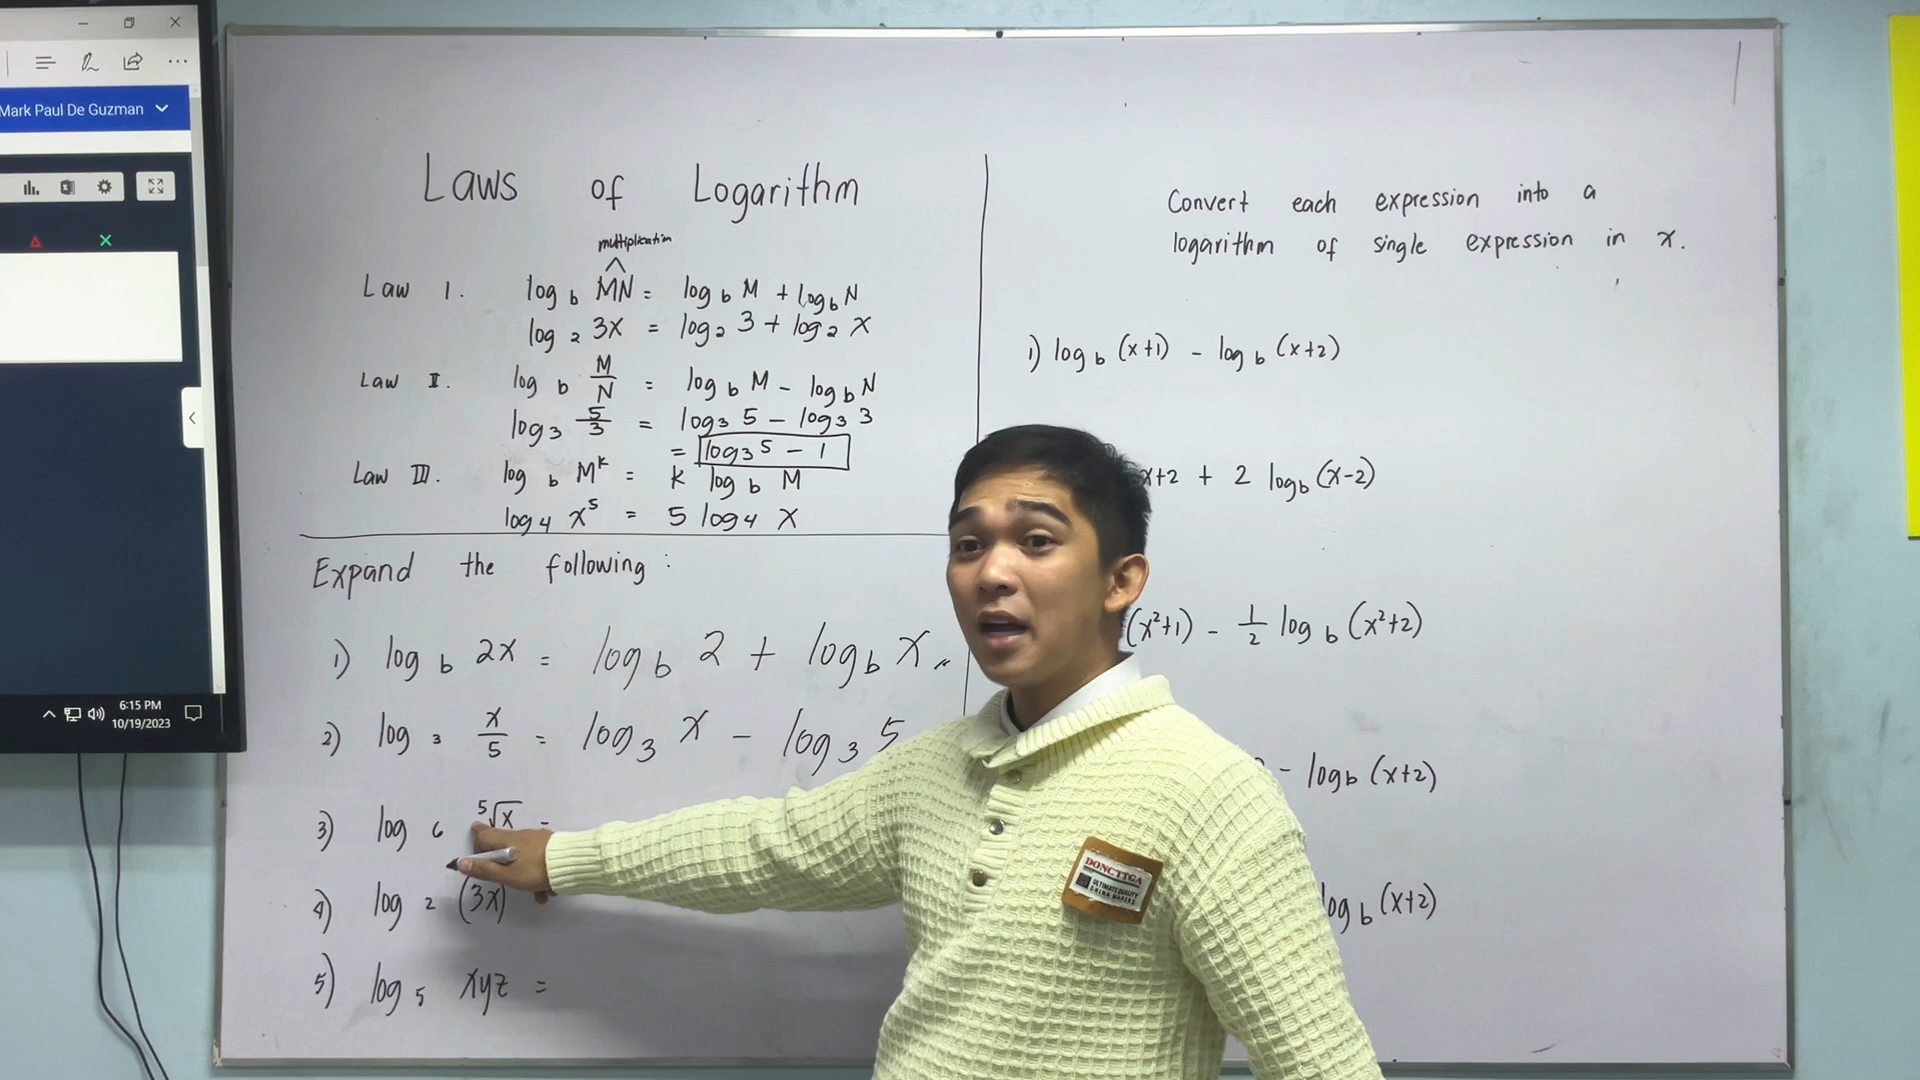 Mark Paul De Guzman
6:15 PM
10/19/2023
Laws of Logarithm
multiplication
Law I. log b MN = log b M + log b N
log 2 3x = log 2 3 + log 2 x
Law II. log b M/N = log b M - log b N
log 3 5/3 = log 3 5 - log 3 3
= log 3 5 - 1
Law III. log b M^k = k log b M
log 4 x^5 = 5 log 4 x
Expand the following :
1) log b 2x = log b 2 + log b x
2) log 3 x/5 = log 3 x - log 3 5
3) log 6 ⁵√x =
4) log 2 (3x)
5) log 5 xyz =
Convert each expression into a
logarithm of single expression in x.
1) log b (x+1) - log b (x+2)
x+2 + 2 log b (x-2)
(x²+1) - 1/2 log b (x²+2)
- log b (x+2)
log b (x+2)
DONCTTGA
ULTIMATE QUALITY